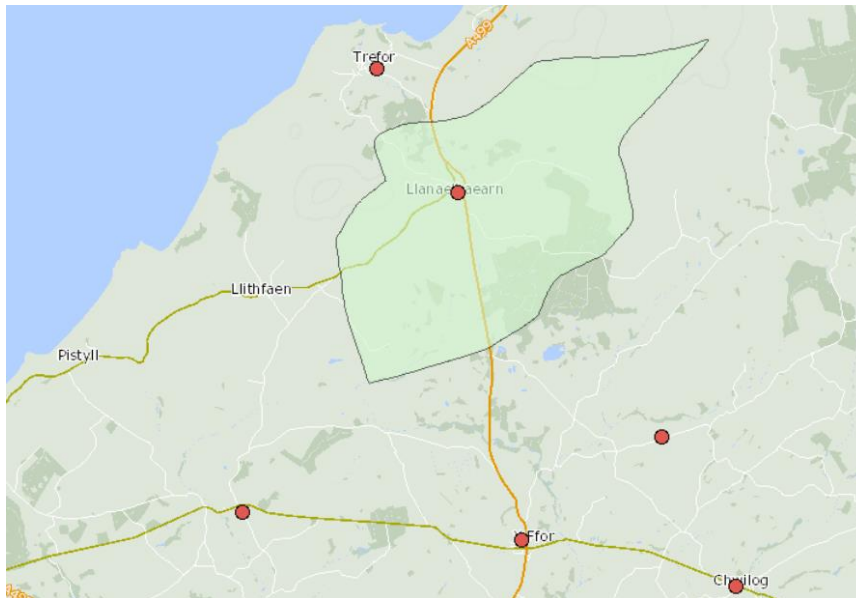 A499
Trefor
Llanaelhaearn
Llithfaen
Pistyll
Y Ffor
Chwilog